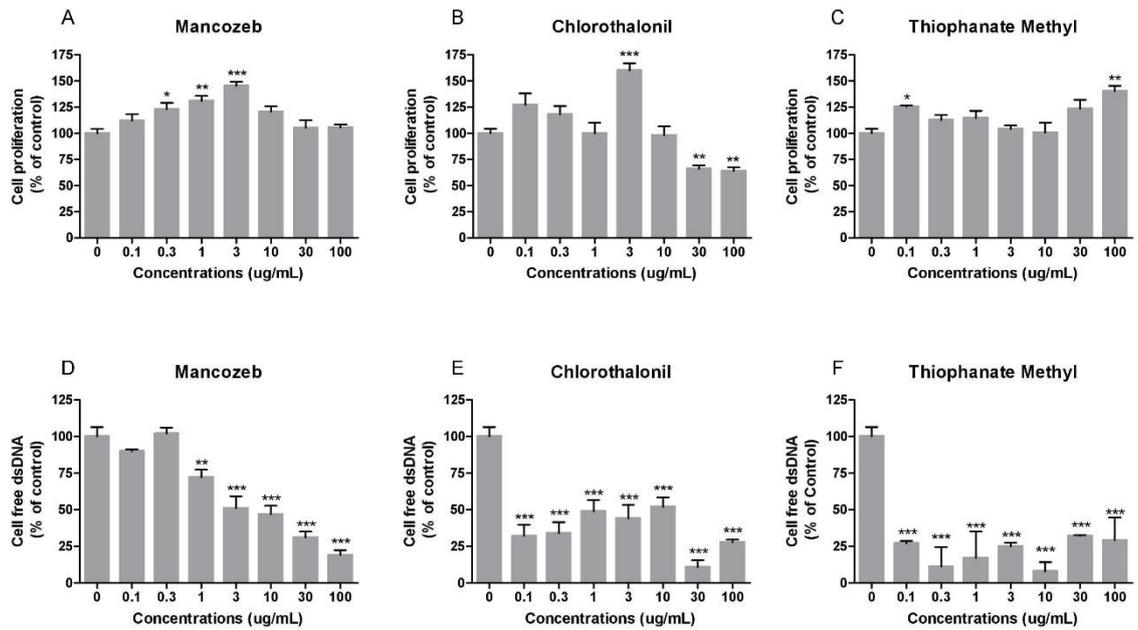 A
Mancozeb
Cell proliferation
(% of control)
175
150
125
100
75
50
25
0
* ** ***
0 0.1 0.3 1 3 10 30 100
Concentrations (ug/mL)
B
Chlorothalonil
Cell proliferation
(% of control)
175
150
125
100
75
50
25
0
*** ** **
0 0.1 0.3 1 3 10 30 100
Concentrations (ug/mL)
C
Thiophanate Methyl
Cell proliferation
(% of control)
175
150
125
100
75
50
25
0
* **
0 0.1 0.3 1 3 10 30 100
Concentrations (ug/mL)
D
Mancozeb
Cell free dsDNA
(% of control)
125
100
75
50
25
0
** *** *** *** ***
0 0.1 0.3 1 3 10 30 100
Concentrations (ug/mL)
E
Chlorothalonil
Cell free dsDNA
(% of control)
125
100
75
50
25
0
*** *** *** *** *** *** ***
0 0.1 0.3 1 3 10 30 100
Concentrations (ug/mL)
F
Thiophanate Methyl
Cell free dsDNA
(% of Control)
125
100
75
50
25
0
*** *** *** *** *** *** ***
0 0.1 0.3 1 3 10 30 100
Concentrations (ug/mL)